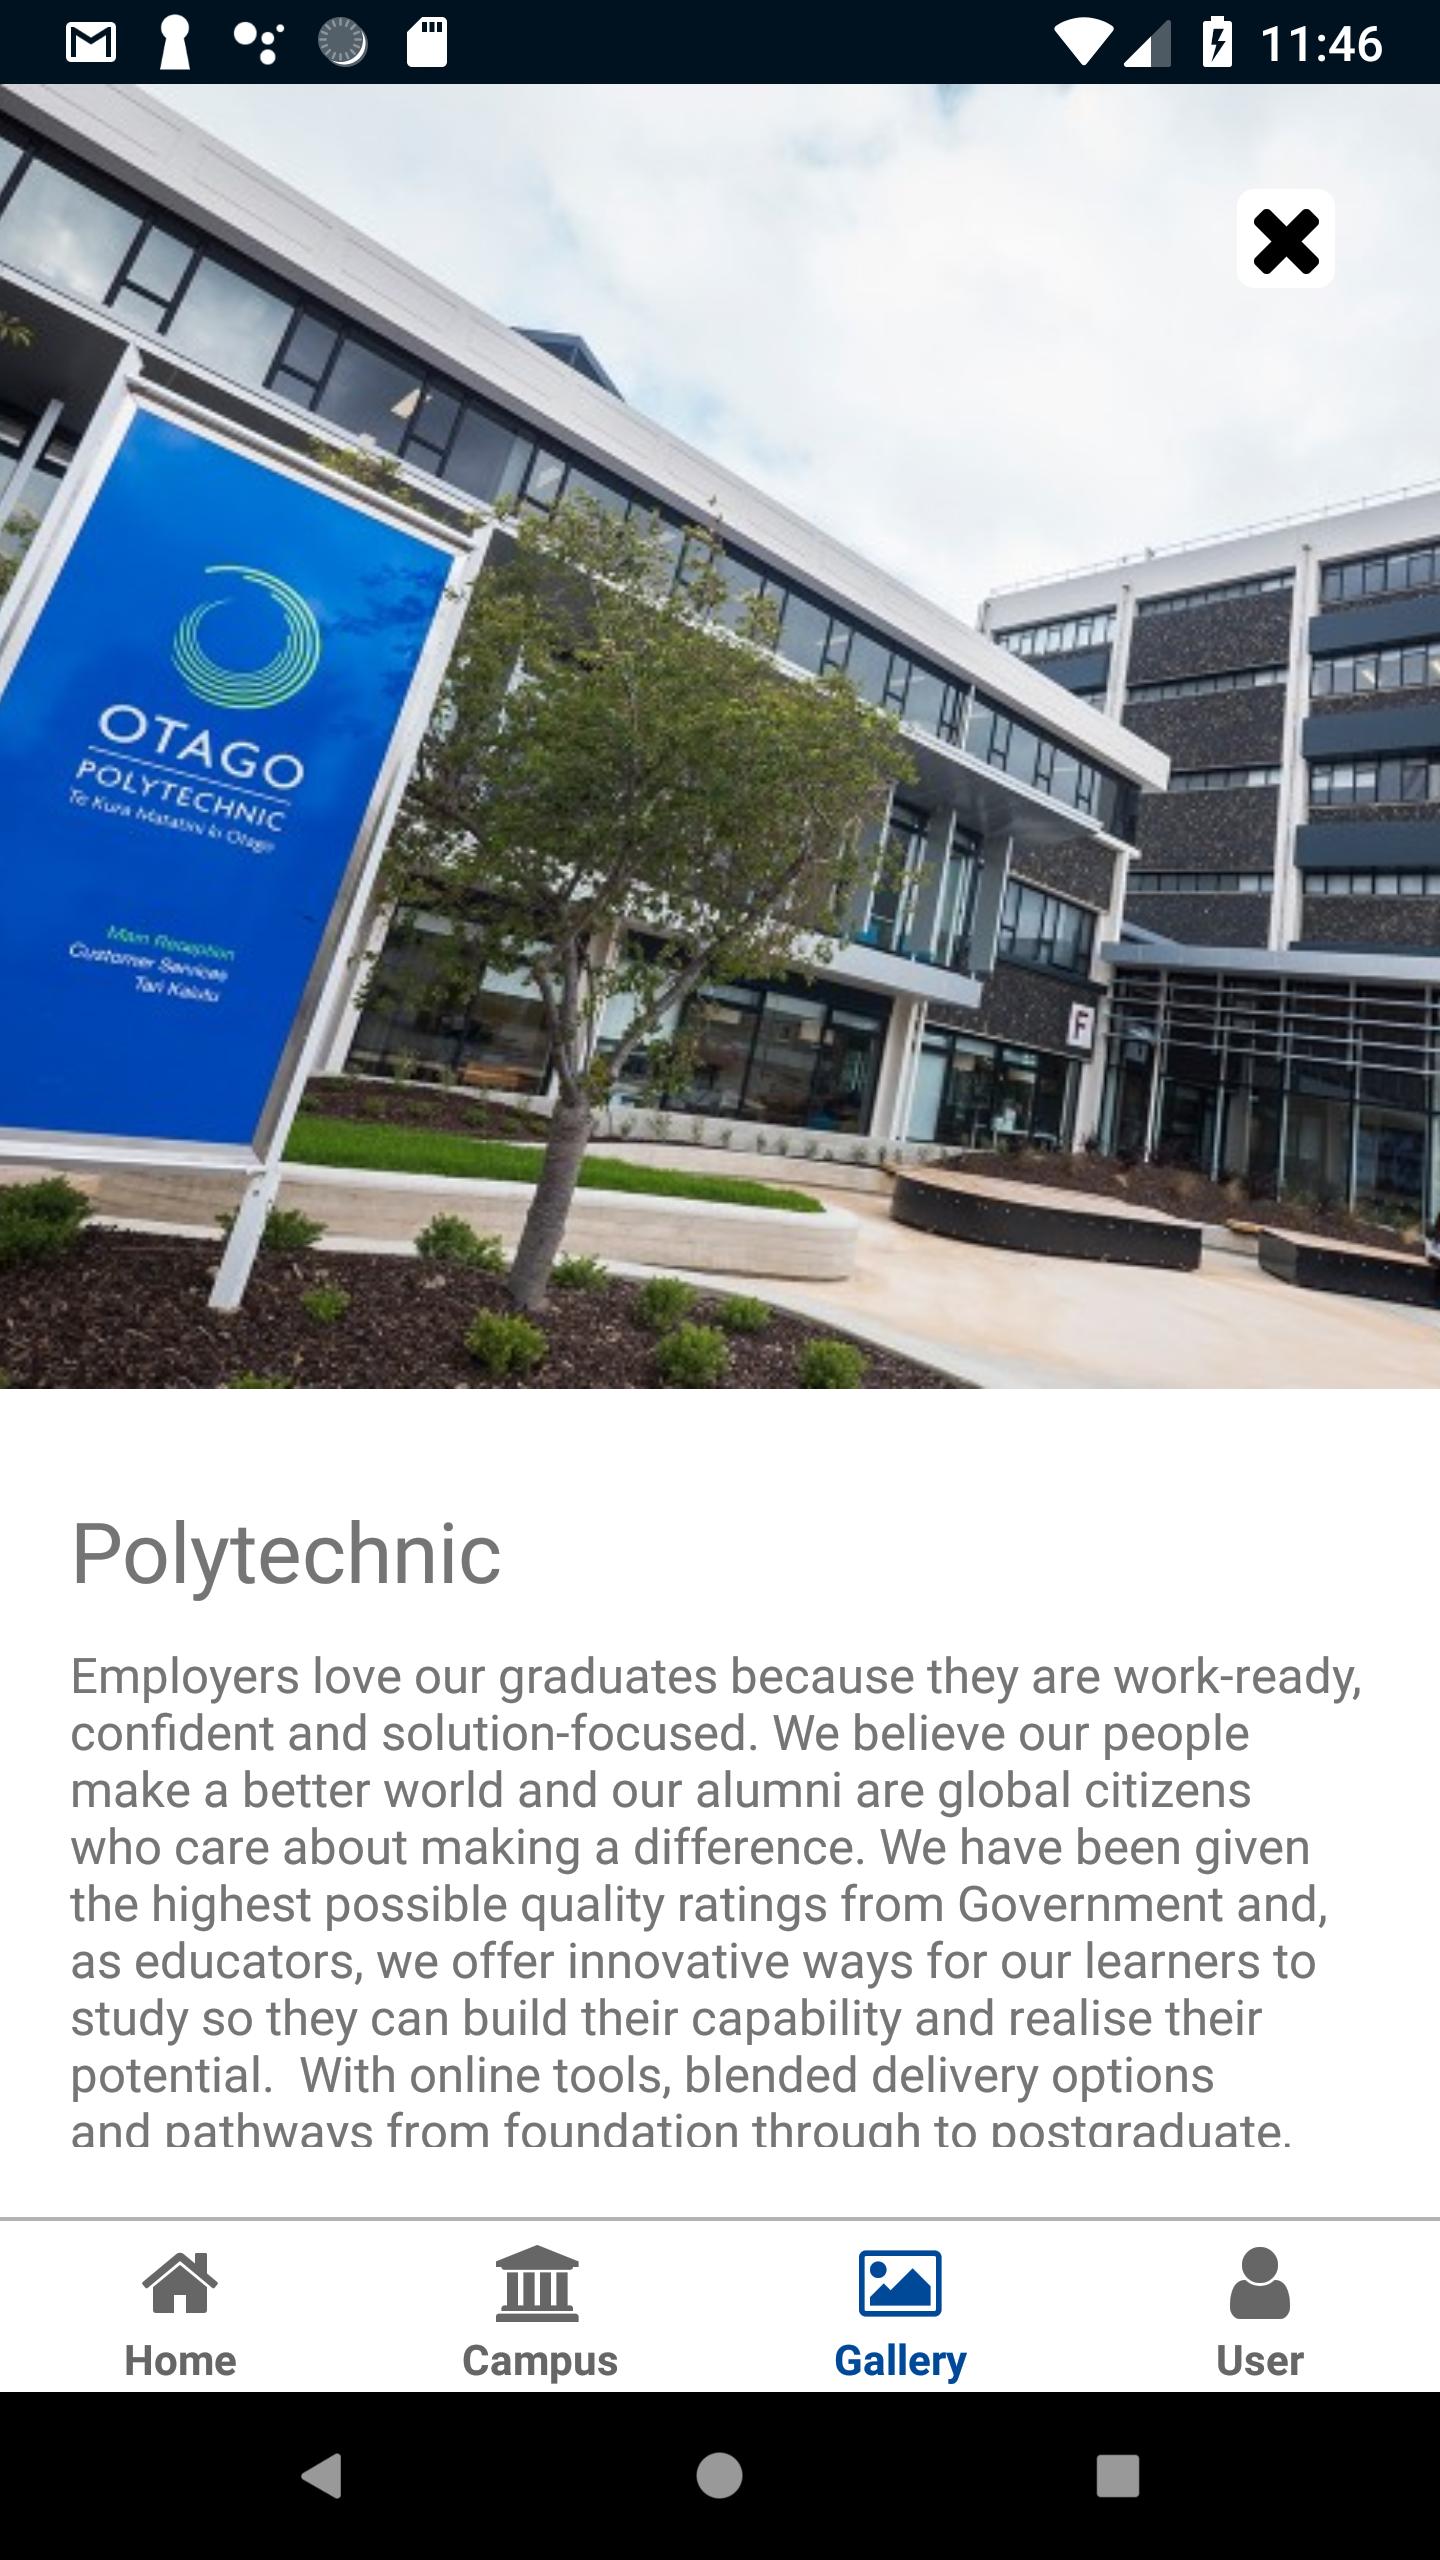 11:46
OTAGO
POLYTECHNIC
Te Kura Matatini ki Otago
Main Reception
Customer Services
Tari Kaiutu
F
Polytechnic
Employers love our graduates because they are work-ready,
confident and solution-focused. We believe our people
make a better world and our alumni are global citizens
who care about making a difference. We have been given
the highest possible quality ratings from Government and,
as educators, we offer innovative ways for our learners to
study so they can build their capability and realise their
potential.  With online tools, blended delivery options
and pathways from foundation through to postgraduate,
Home
Campus
Gallery
User